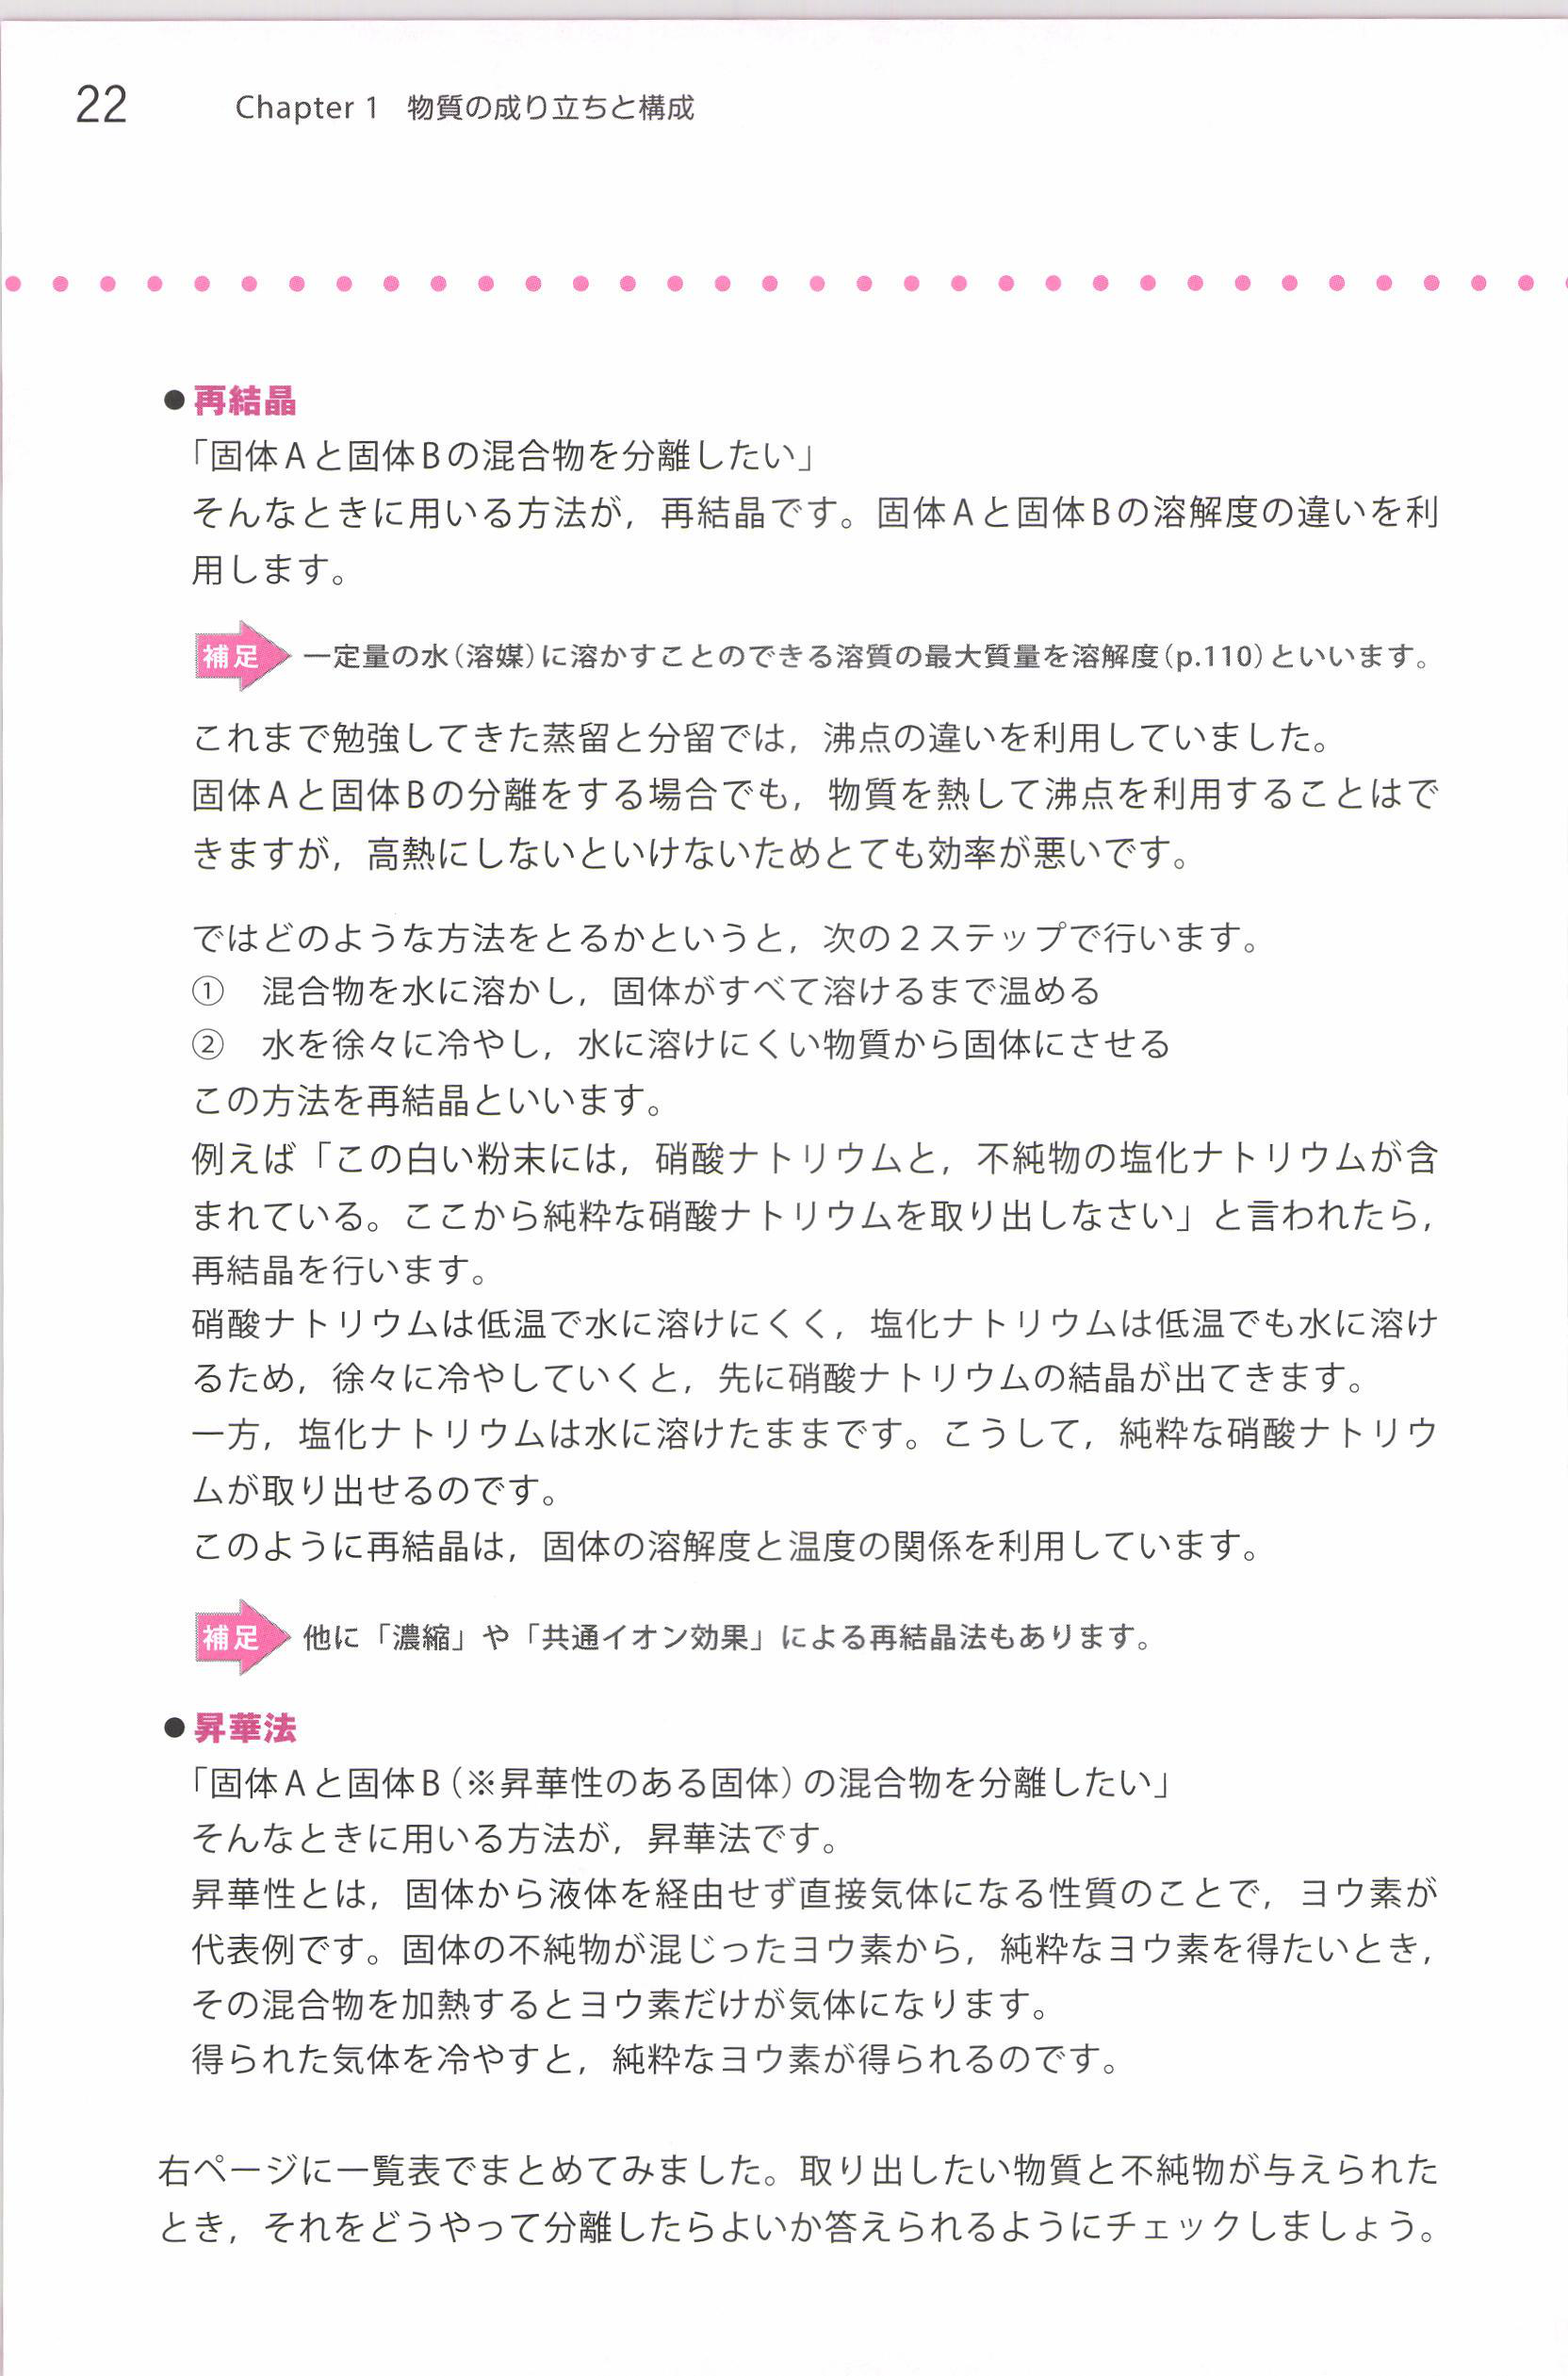 22
Chapter 1　物質の成り立ちと構成
●再結晶
「固体Aと固体Bの混合物を分離したい」
そんなときに用いる方法が，再結晶です。固体Aと固体Bの溶解度の違いを利
用します。
補足 一定量の水（溶媒）に溶かすことのできる溶質の最大質量を溶解度（p.110）といいます。
これまで勉強してきた蒸留と分留では，沸点の違いを利用していました。
固体Aと固体Bの分離をする場合でも，物質を熱して沸点を利用することはで
きますが，高熱にしないといけないためとても効率が悪いです。
ではどのような方法をとるかというと，次の２ステップで行います。
①　混合物を水に溶かし，固体がすべて溶けるまで温める
②　水を徐々に冷やし，水に溶けにくい物質から固体にさせる
この方法を再結晶といいます。
例えば「この白い粉末には，硝酸ナトリウムと，不純物の塩化ナトリウムが含
まれている。ここから純粋な硝酸ナトリウムを取り出しなさい」と言われたら，
再結晶を行います。
硝酸ナトリウムは低温で水に溶けにくく，塩化ナトリウムは低温でも水に溶け
るため，徐々に冷やしていくと，先に硝酸ナトリウムの結晶が出てきます。
一方，塩化ナトリウムは水に溶けたままです。こうして，純粋な硝酸ナトリウ
ムが取り出せるのです。
このように再結晶は，固体の溶解度と温度の関係を利用しています。
補足 他に「濃縮」や「共通イオン効果」による再結晶法もあります。
●昇華法
「固体Aと固体B（※昇華性のある固体）の混合物を分離したい」
そんなときに用いる方法が，昇華法です。
昇華性とは，固体から液体を経由せず直接気体になる性質のことで，ヨウ素が
代表例です。固体の不純物が混じったヨウ素から，純粋なヨウ素を得たいとき，
その混合物を加熱するとヨウ素だけが気体になります。
得られた気体を冷やすと，純粋なヨウ素が得られるのです。
右ページに一覧表でまとめてみました。取り出したい物質と不純物が与えられた
とき，それをどうやって分離したらよいか答えられるようにチェックしましょう。